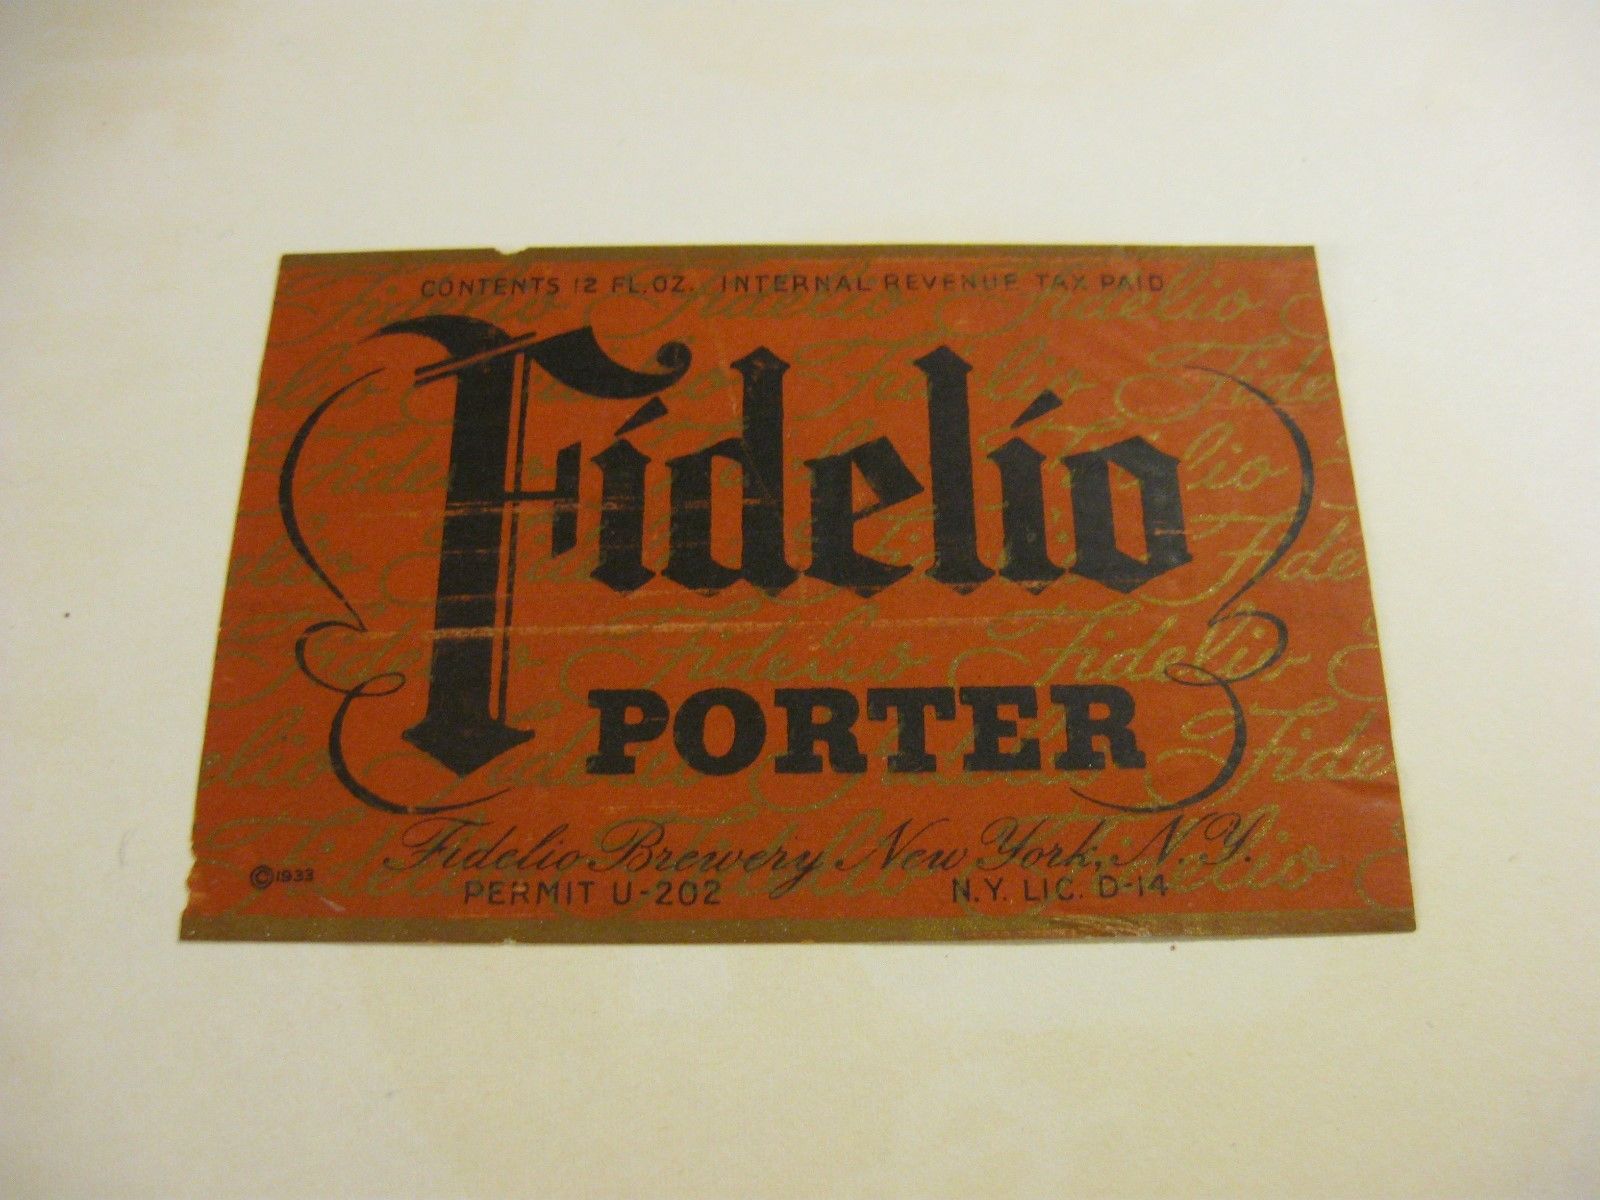 CONTENTS 12 FL.OZ. INTERNAL REVENUE TAX PAID
Fidelio
PORTER
Fidelio Brewery New York, N.Y.
©1933
PERMIT U-202 N.Y. LIC. D-14